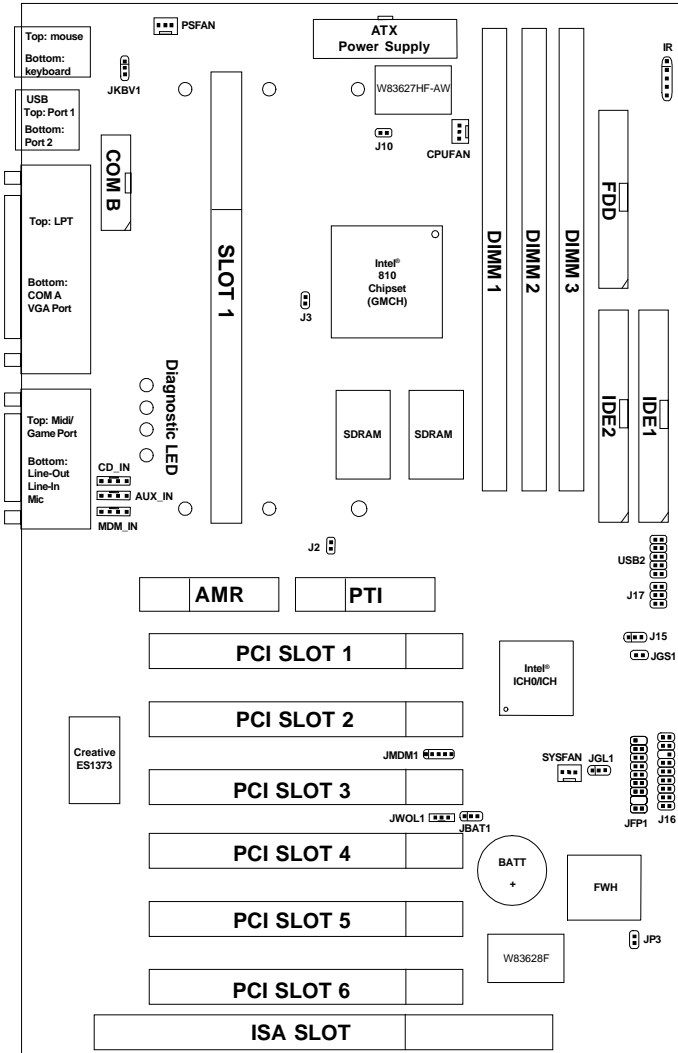 Top: mouse
Bottom:
keyboard
PSFAN
JKBV1
ATX
Power Supply
IR
USB
Top: Port 1
Bottom:
Port 2
W83627HF-AW
J10
CPUFAN
COM B
FDD
Top: LPT
Bottom:
COM A
VGA Port
SLOT 1
Intel®
810
Chipset
(GMCH)
J3
DIMM 1
DIMM 2
DIMM 3
Diagnostic LED
SDRAM
SDRAM
IDE2
IDE1
Top: Midi/
Game Port
Bottom:
Line-Out
Line-In
Mic
CD_IN
AUX_IN
MDM_IN
J2
USB2
J17
AMR
PTI
J15
JGS1
PCI SLOT 1
Intel®
ICH0/ICH
PCI SLOT 2
Creative
ES1373
JMDM1
SYSFAN
JGL1
PCI SLOT 3
JFP1
J16
JWOL1
JBAT1
PCI SLOT 4
BATT
+
FWH
PCI SLOT 5
JP3
W83628F
PCI SLOT 6
ISA SLOT